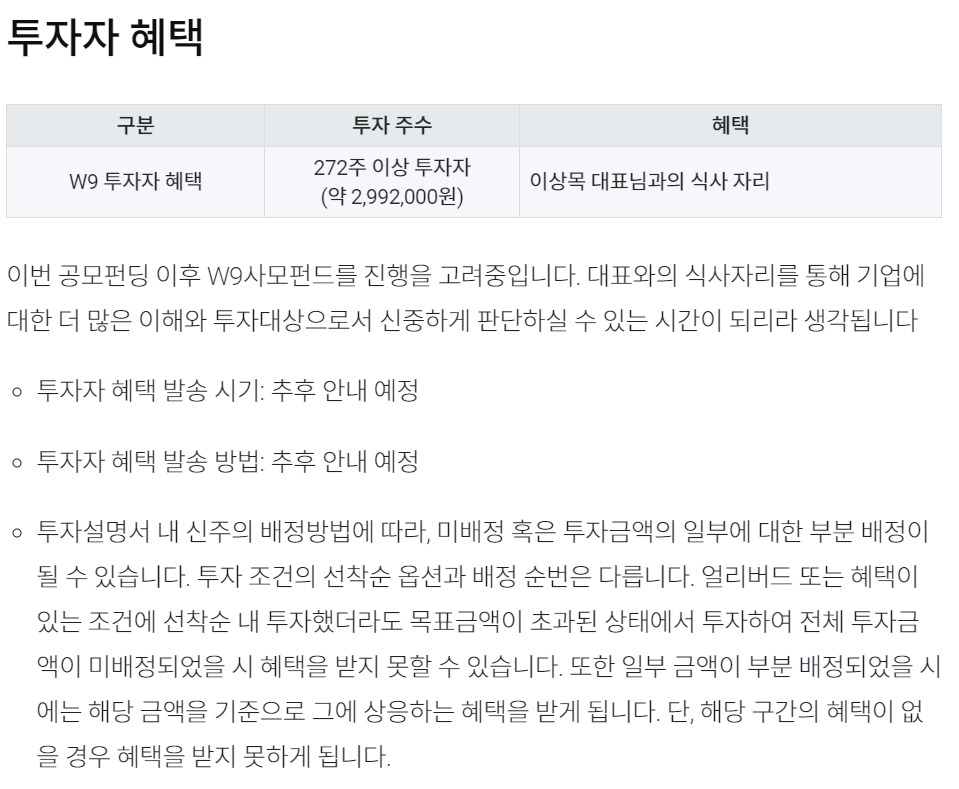 투자자 혜택
구분 투자 주수 혜택
W9 투자자 혜택 272주 이상 투자자 이상목 대표님과의 식사 자리
(약 2,992,000원)
이번 공모펀딩 이후 W9사모펀드를 진행을 고려중입니다. 대표와의 식사자리를 통해 기업에
대한 더 많은 이해와 투자대상으로서 신중하게 판단하실 수 있는 시간이 되리라 생각됩니다
투자자 혜택 발송 시기: 추후 안내 예정
투자자 혜택 발송 방법: 추후 안내 예정
투자설명서 내 신주의 배정방법에 따라, 미배정 혹은 투자금액의 일부에 대한 부분 배정이
될 수 있습니다. 투자 조건의 선착순 옵션과 배정 순번은 다릅니다. 얼리버드 또는 혜택이
있는 조건에 선착순 내 투자했더라도 목표금액이 초과된 상태에서 투자하여 전체 투자금
액이 미배정되었을 시 혜택을 받지 못할 수 있습니다. 또한 일부 금액이 부분 배정되었을 시
에는 해당 금액을 기준으로 그에 상응하는 혜택을 받게 됩니다. 단, 해당 구간의 혜택이 없
을 경우 혜택을 받지 못하게 됩니다.